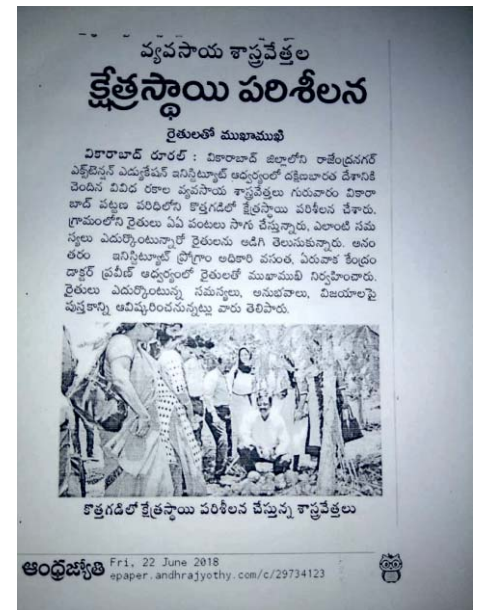 వ్యవసాయ శాస్త్రవేత్తల
క్షేత్రస్థాయి పరిశీలన
రైతులతో ముఖాముఖి
వికారాబాద్ రూరల్ : వికారాబాద్ జిల్లాలోని రాజేంద్రనగర్
ఎక్స్‌టెన్షన్ ఎడ్యుకేషన్ ఇనిస్టిట్యూట్ ఆధ్వర్యంలో దక్షిణబారత దేశానికి
చెందిన వివిధ రకాల వ్యవసాయ శాస్త్రవేత్తలు గురువారం వికారా
బాద్ పట్టణ పరిధిలోని కొత్తగడిలో క్షేత్రస్థాయి పరిశీలన చేశారు.
గ్రామంలోని రైతులు ఏఏ పంటలు సాగు చేస్తున్నారు, ఎలాంటి సమ
స్యలు ఎదుర్కొంటున్నారో రైతులను అడిగి తెలుసుకున్నారు. అనం
తరం ఇనిస్టిట్యూట్ ప్రోగ్రాం అధికారి వసంత, ఏరువాక కేంద్రం
డాక్టర్ ప్రవీణ్ ఆధ్వర్యంలో రైతులతో ముఖాముఖి నిర్వహించారు.
రైతులు ఎదుర్కొంటున్న సమస్యలు, అనుభవాలు, విజయాలపై
పుస్తకాన్ని ఆవిష్కరించనున్నట్లు వారు తెలిపారు.
కొత్తగడిలో క్షేత్రస్థాయి పరిశీలన చేస్తున్న శాస్త్రవేత్తలు
ఆంధ్రజ్యోతి Fri, 22 June 2018
epaper.andhrajyothy.com/c/29734123